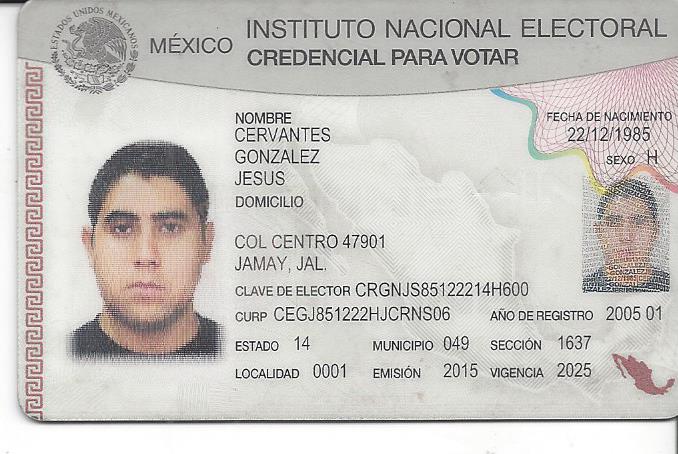 ESTADOS UNIDOS MEXICANOS
MÉXICO
INSTITUTO NACIONAL ELECTORAL
CREDENCIAL PARA VOTAR
NOMBRE
CERVANTES
GONZALEZ
JESUS
FECHA DE NACIMIENTO
22/12/1985
SEXO H
DOMICILIO
COL CENTRO 47901
JAMAY, JAL.
CLAVE DE ELECTOR CRGNJS85122214H600
CURP CEGJ851222HJCRNS06 AÑO DE REGISTRO 2005 01
ESTADO 14 MUNICIPIO 049 SECCIÓN 1637
LOCALIDAD 0001 EMISIÓN 2015 VIGENCIA 2025